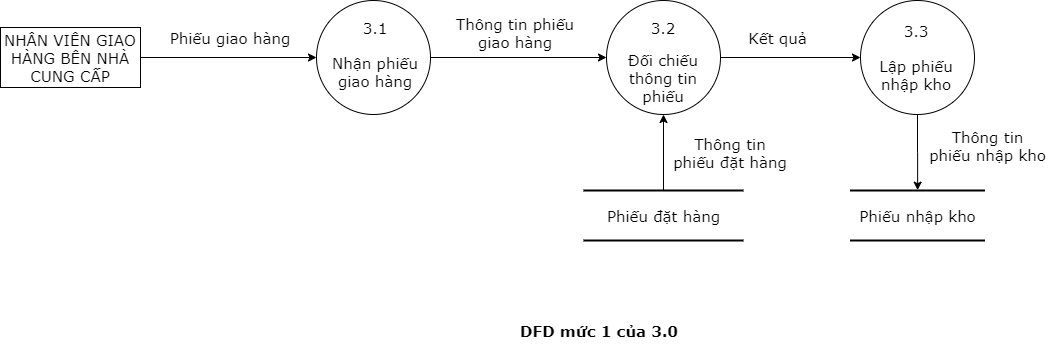 NHÂN VIÊN GIAO
HÀNG BÊN NHÀ
CUNG CẤP
Phiếu giao hàng
3.1
Nhận phiếu
giao hàng
Thông tin phiếu
giao hàng
3.2
Đối chiếu
thông tin
phiếu
Kết quả
3.3
Lập phiếu
nhập kho
Thông tin
phiếu đặt hàng
Thông tin
phiếu nhập kho
Phiếu đặt hàng
Phiếu nhập kho
DFD mức 1 của 3.0